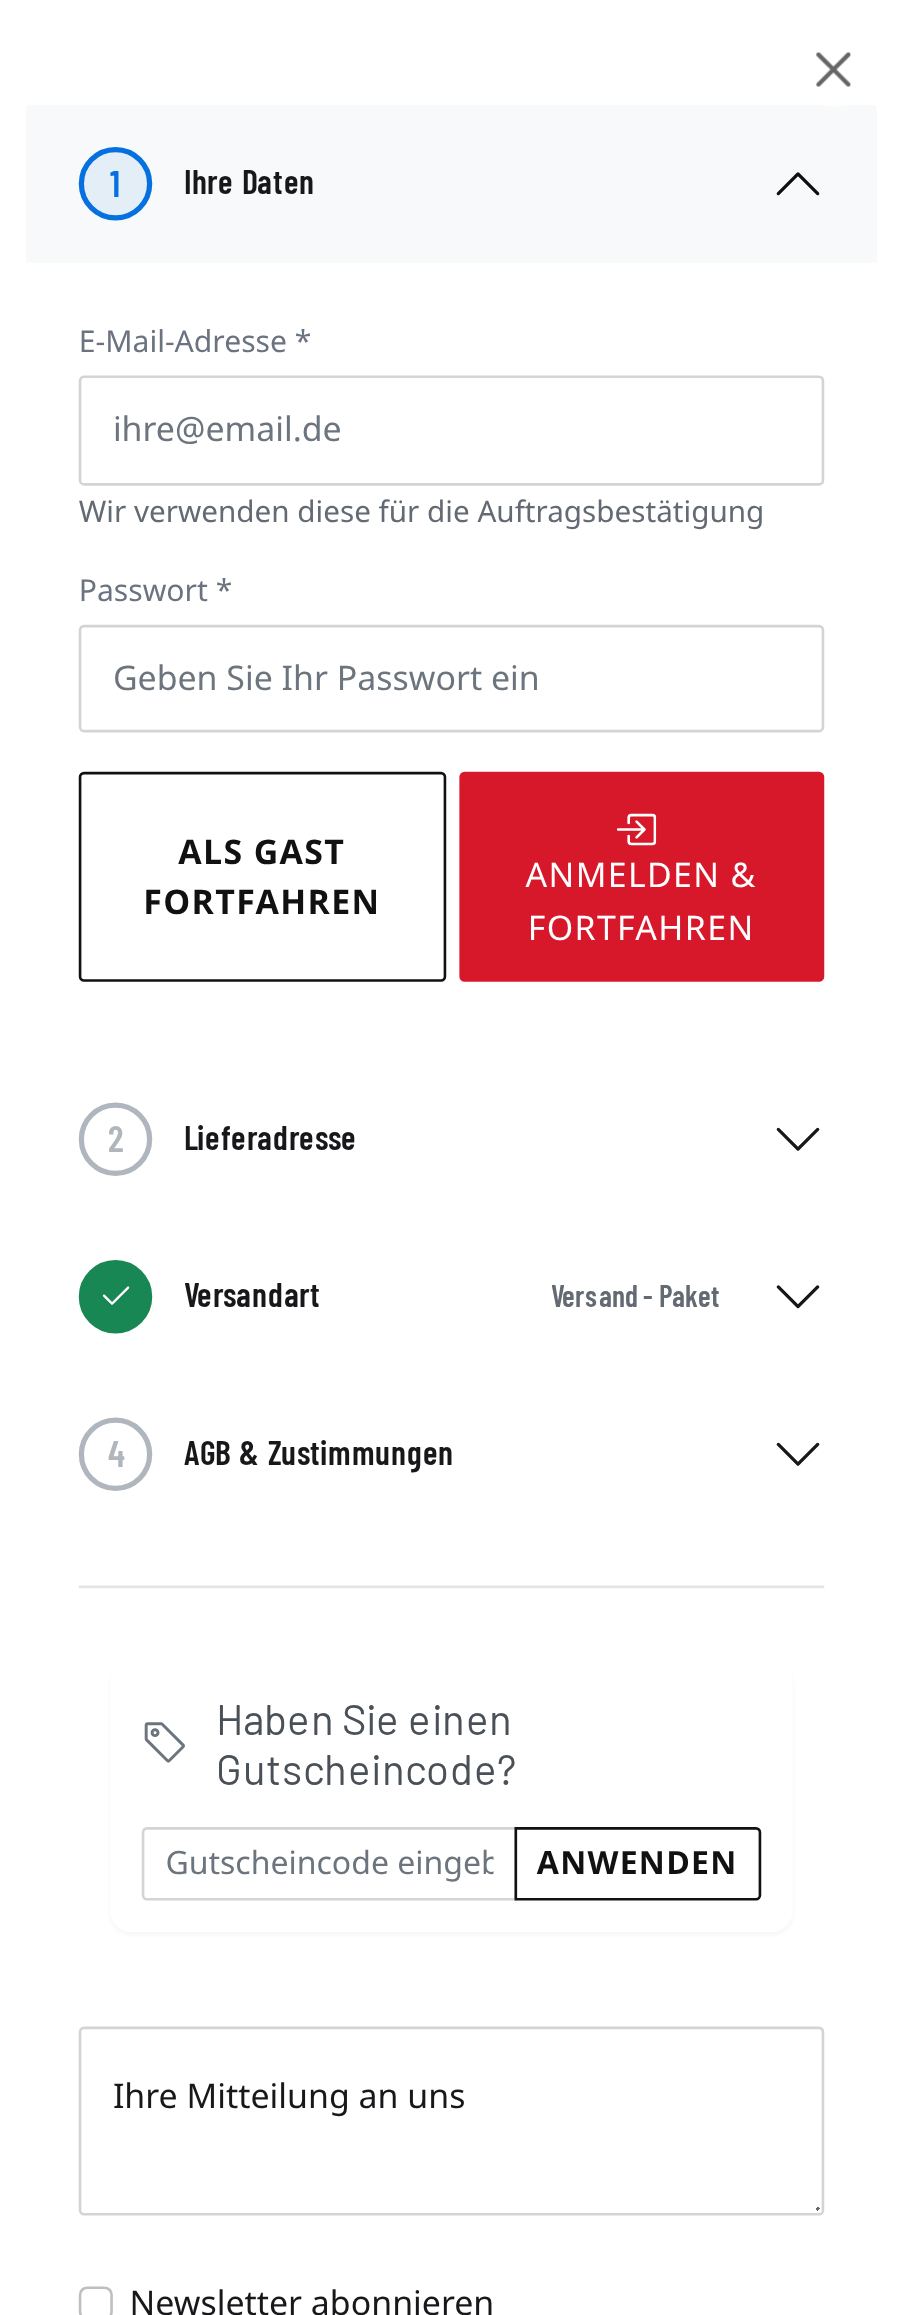 1 Ihre Daten
E-Mail-Adresse *
ihre@email.de
Wir verwenden diese für die Auftragsbestätigung
Passwort *
Geben Sie Ihr Passwort ein
ALS GAST
FORTFAHREN
ANMELDEN &
FORTFAHREN
2 Lieferadresse
Versandart Versand - Paket
4 AGB & Zustimmungen
Haben Sie einen
Gutscheincode?
Gutscheincode eingeb ANWENDEN
Ihre Mitteilung an uns
Newsletter abonnieren